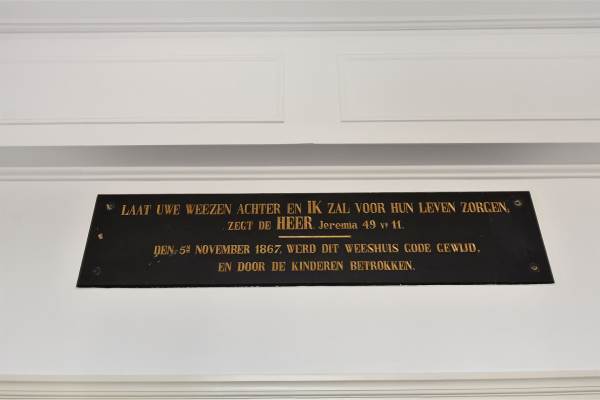 LAAT UWE WEEZEN ACHTER EN IK ZAL VOOR HUN LEVEN ZORGEN,
ZEGT DE HEER. Jeremia 49 vs 11.
DEN 5n NOVEMBER 1867, WERD DIT WEESHUIS GODE GEWIJD,
EN DOOR DE KINDEREN BETROKKEN.